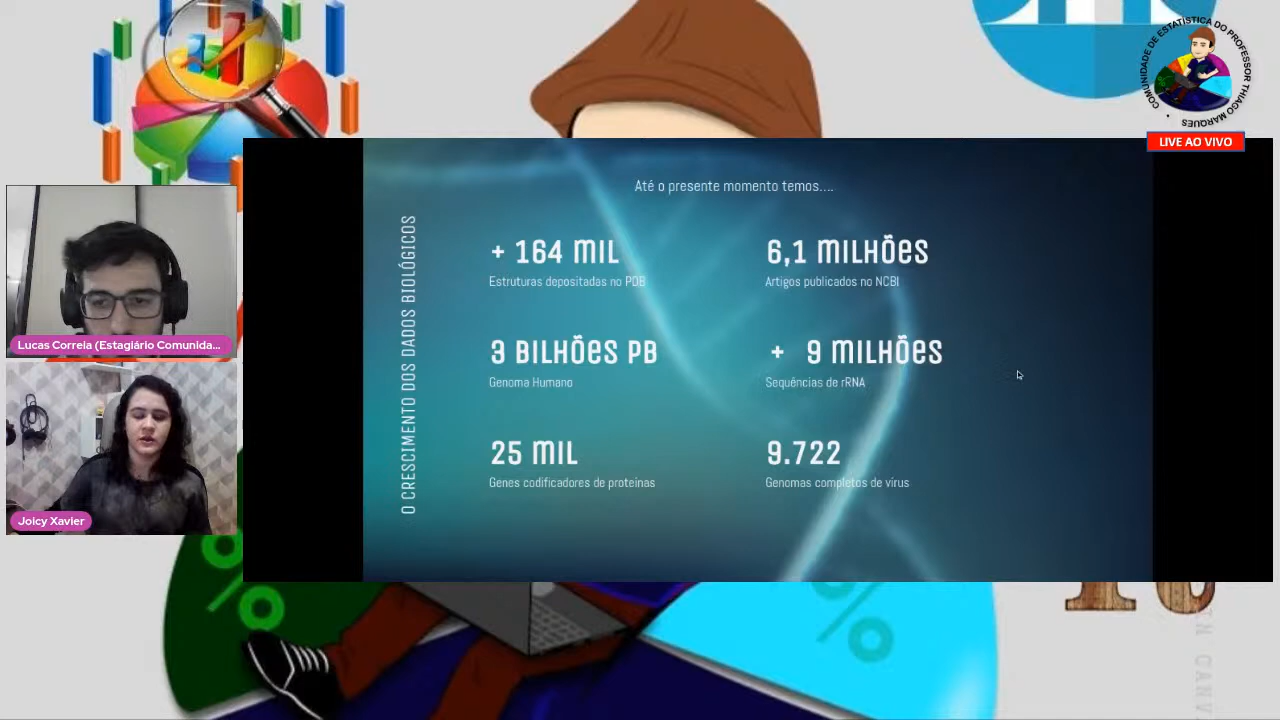 COMUNIDADE DE ESTATÍSTICA DO PROFESSOR THIAGO MARQUES
LIVE AO VIVO
Até o presente momento temos....
O CRESCIMENTO DOS DADOS BIOLÓGICOS
+ 164 MIL
Estruturas depositadas no PDB
6,1 MILHÕES
Artigos publicados no NCBI
3 BILHÕES PB
Genoma Humano
+ 9 MILHÕES
Sequências de rRNA
25 MIL
Genes codificadores de proteínas
9.722
Genomas completos de vírus
Lucas Correia (Estagiário Comunida...
Joicy Xavier
%
%